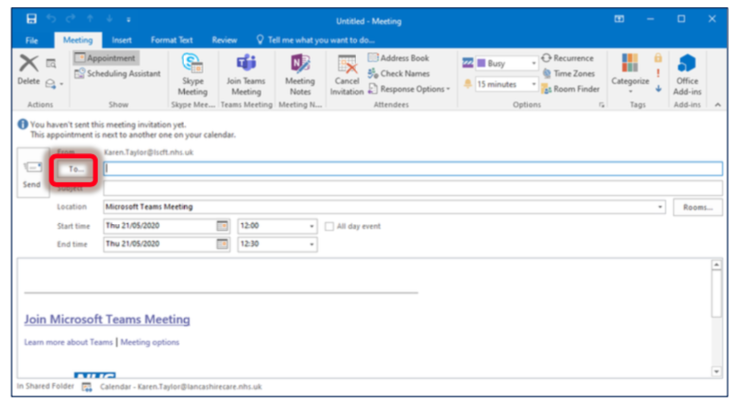 Untitled - Meeting
File Meeting Insert Format Text Review Tell me what you want to do...
Delete
Actions
Appointment
Scheduling Assistant
Show
Skype Meeting
Skype Mee...
Join Teams Meeting
Teams Meeting
Meeting Notes
Meeting N...
Cancel Invitation
Address Book
Check Names
Response Options
Attendees
Busy
15 minutes
Recurrence
Time Zones
Room Finder
Options
Categorize
Tags
Office Add-ins
Add-ins
You haven't sent this meeting invitation yet.
This appointment is next to another one on your calendar.
Send
From Karen.Taylor@lscft.nhs.uk
To...
Subject
Location Microsoft Teams Meeting Rooms...
Start time Thu 21/05/2020 12:00 All day event
End time Thu 21/05/2020 12:30
Join Microsoft Teams Meeting
Learn more about Teams | Meeting options
NHS
In Shared Folder Calendar - Karen.Taylor@lancashirecare.nhs.uk